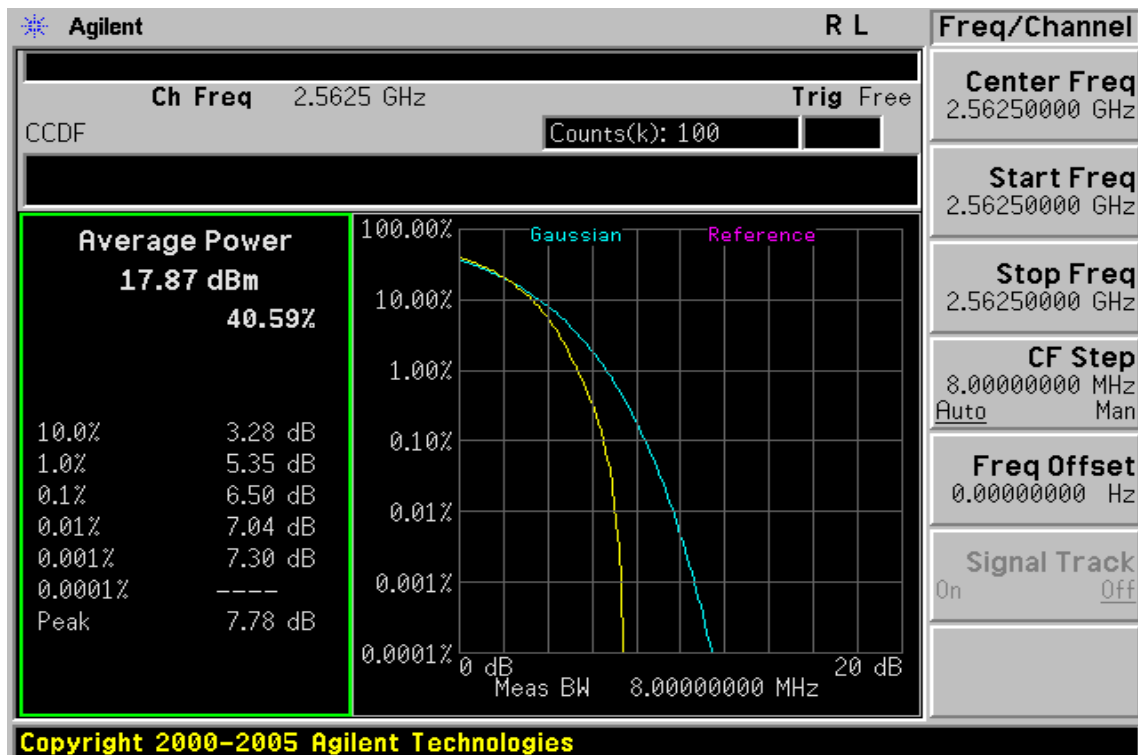 Agilent R L
Ch Freq 2.5625 GHz Trig Free
CCDF Counts(k): 100
Average Power
17.87 dBm
40.59%
10.0% 3.28 dB
1.0% 5.35 dB
0.1% 6.50 dB
0.01% 7.04 dB
0.001% 7.30 dB
0.0001% ----
Peak 7.78 dB
100.00%
10.00%
1.00%
0.10%
0.01%
0.001%
0.0001%
Gaussian Reference
0 dB 20 dB
Meas BW 8.00000000 MHz
Freq/Channel
Center Freq
2.56250000 GHz
Start Freq
2.56250000 GHz
Stop Freq
2.56250000 GHz
CF Step
8.00000000 MHz
Auto Man
Freq Offset
0.00000000 Hz
Signal Track
On Off
Copyright 2000-2005 Agilent Technologies